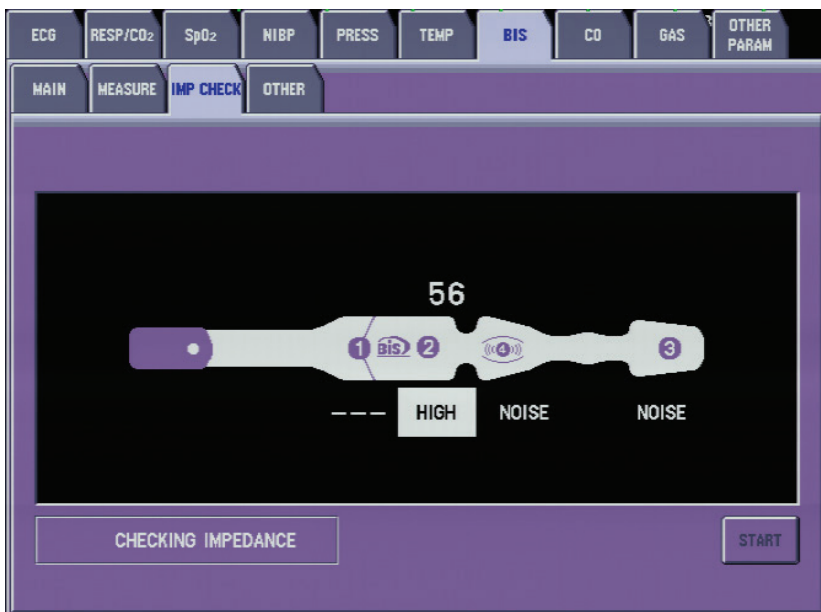 ECG RESP/CO2 SpO2 NIBP PRESS TEMP BIS CO GAS OTHER PARAM
MAIN MEASURE IMP CHECK OTHER
56
1 BIS 2 4 3
--- HIGH NOISE NOISE
CHECKING IMPEDANCE START